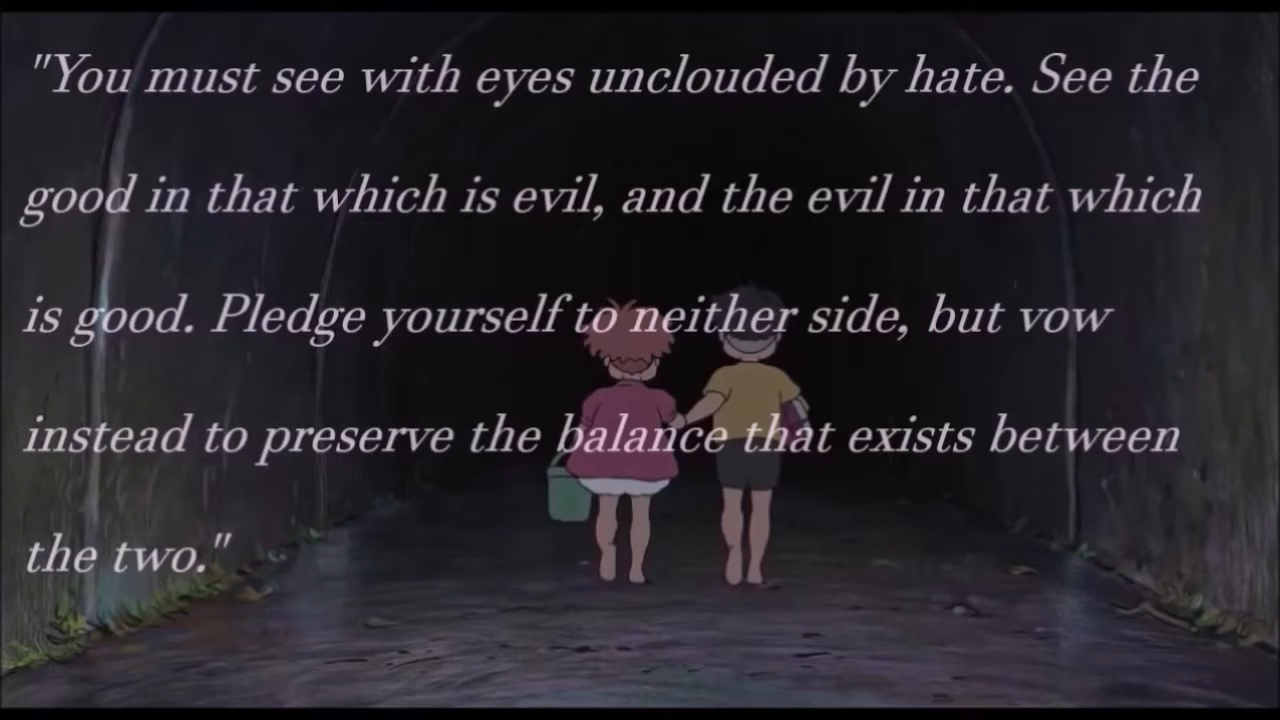 "You must see with eyes unclouded by hate. See the
good in that which is evil, and the evil in that which
is good. Pledge yourself to neither side, but vow
instead to preserve the balance that exists between
the two."